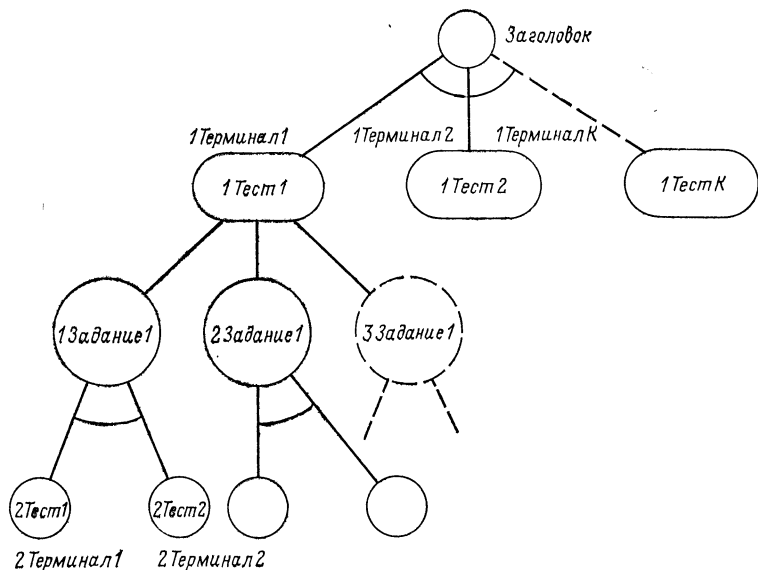 Заголовок
1Терминал1
1Терминал2
1ТерминалК
1Тест1
1Тест2
1ТестК
1Задание1
2Задание1
3Задание1
2Тест1
2Тест2
2Терминал1
2Терминал2